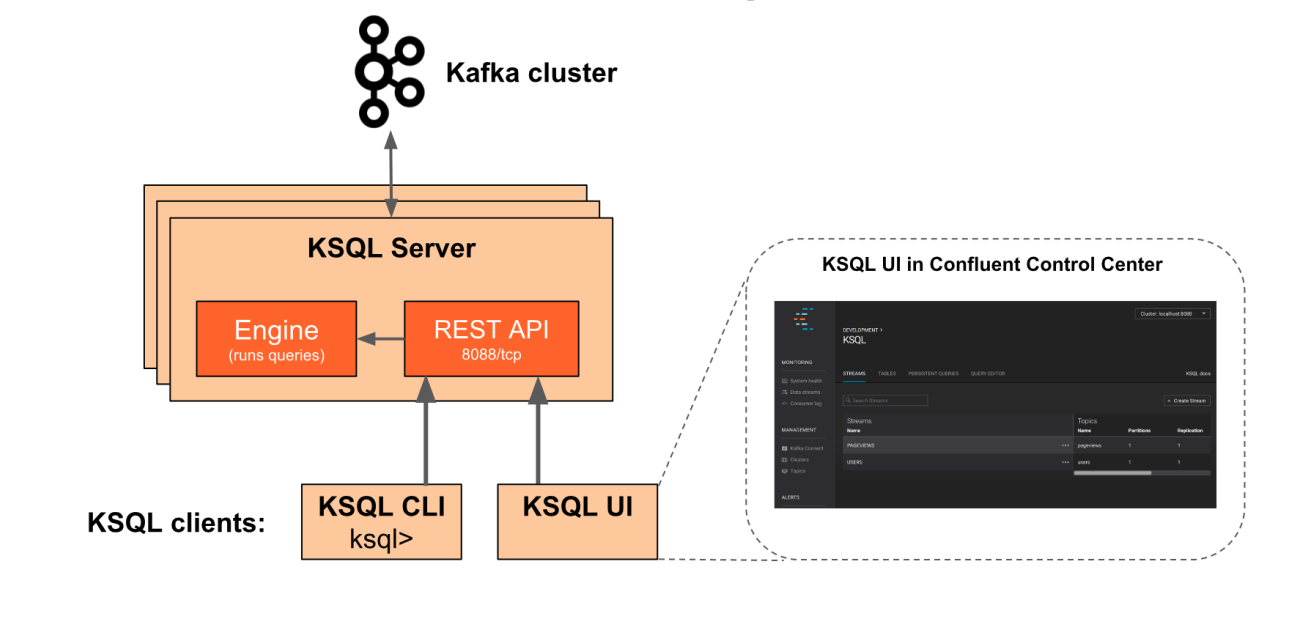 Kafka cluster
KSQL Server
Engine
(runs queries)
REST API
8088/tcp
KSQL clients:
KSQL CLI
ksql>
KSQL UI
KSQL UI in Confluent Control Center
Cluster: localhost:8088
DEVELOPMENT >
KSQL
MONITORING
System health
Data streams
Consumer lag
MANAGEMENT
Kafka Connect
Clusters
Topics
ALERTS
STREAMS TABLES PERSISTENT QUERIES QUERY EDITOR KSQL docs
Search Streams + Create Stream
Streams Topics
Name Name Partitions Replication
PAGEVIEWS ••• pageviews 1 1
USERS ••• users 1 1